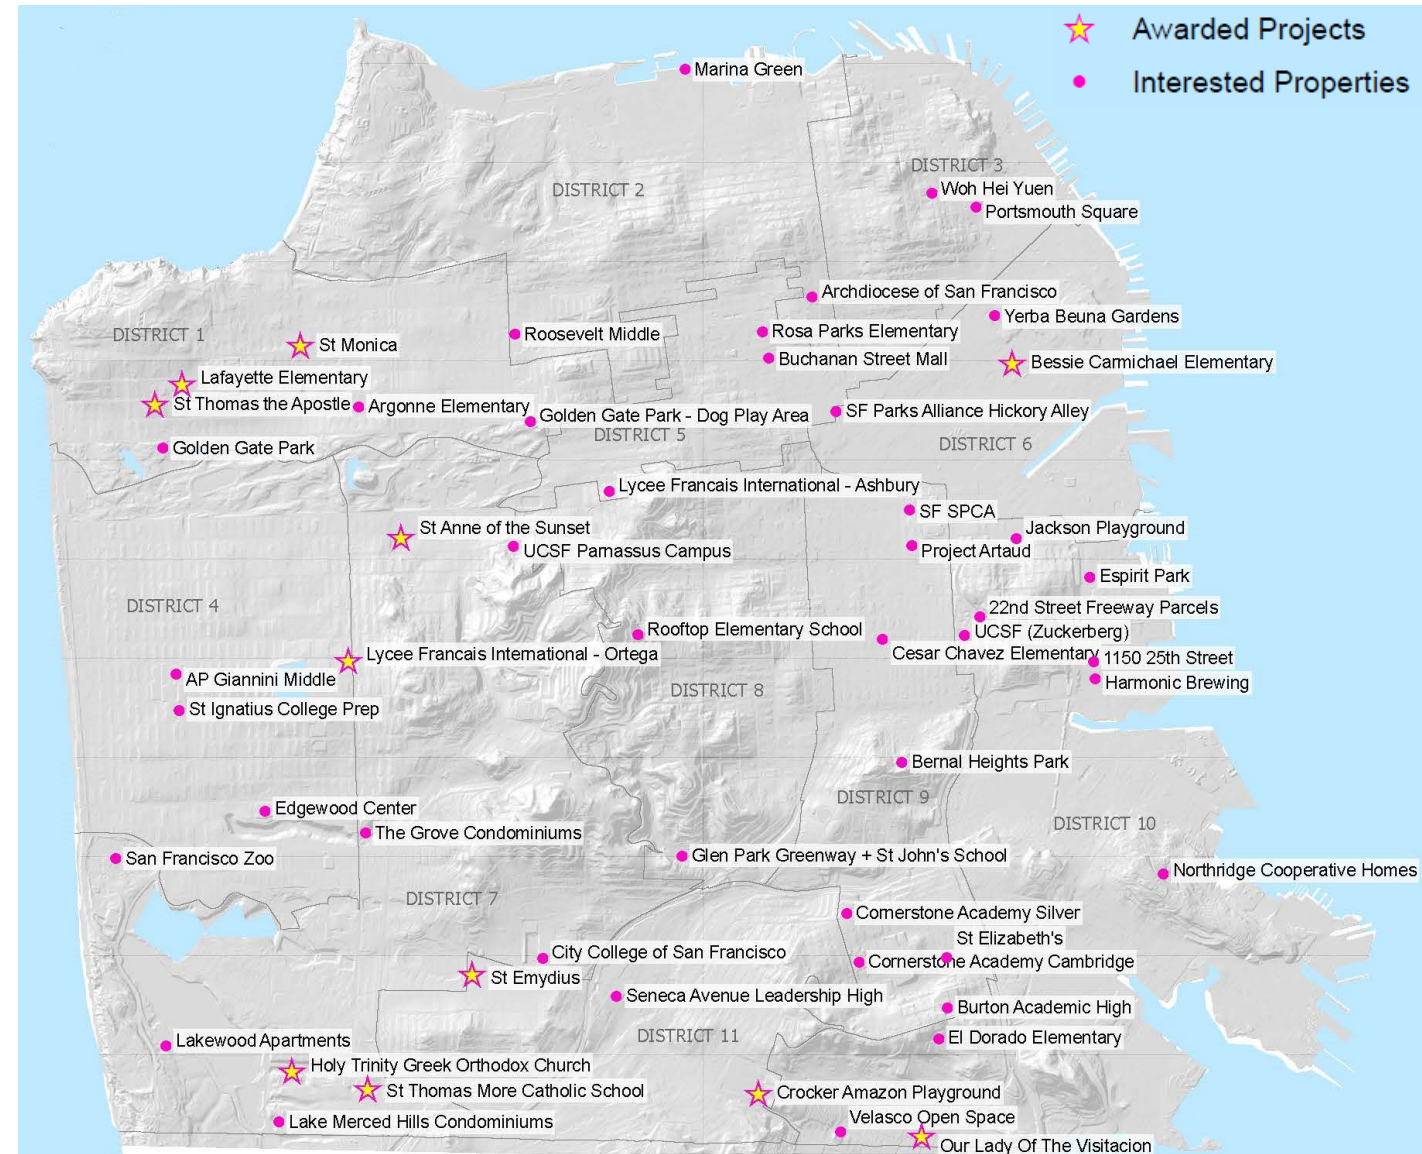 Awarded Projects
Interested Properties
Marina Green
DISTRICT 3
DISTRICT 2
Woh Hei Yuen
Portsmouth Square
Archdiocese of San Francisco
Yerba Beuna Gardens
DISTRICT 1
Roosevelt Middle
Rosa Parks Elementary
St Monica
Buchanan Street Mall
Bessie Carmichael Elementary
Lafayette Elementary
St Thomas the Apostle
Argonne Elementary
Golden Gate Park - Dog Play Area
SF Parks Alliance Hickory Alley
DISTRICT 5
DISTRICT 6
Golden Gate Park
Lycee Francais International - Ashbury
SF SPCA
St Anne of the Sunset
Jackson Playground
UCSF Parnassus Campus
Project Artaud
Espirit Park
DISTRICT 4
22nd Street Freeway Parcels
Rooftop Elementary School
UCSF (Zuckerberg)
Lycee Francais International - Ortega
Cesar Chavez Elementary
1150 25th Street
AP Giannini Middle
Harmonic Brewing
DISTRICT 8
St Ignatius College Prep
Bernal Heights Park
DISTRICT 9
Edgewood Center
DISTRICT 10
The Grove Condominiums
San Francisco Zoo
Glen Park Greenway + St John's School
Northridge Cooperative Homes
DISTRICT 7
Cornerstone Academy Silver
St Elizabeth's
City College of San Francisco
Cornerstone Academy Cambridge
St Emydius
Seneca Avenue Leadership High
Burton Academic High
DISTRICT 11
El Dorado Elementary
Lakewood Apartments
Holy Trinity Greek Orthodox Church
St Thomas More Catholic School
Crocker Amazon Playground
Velasco Open Space
Lake Merced Hills Condominiums
Our Lady Of The Visitacion